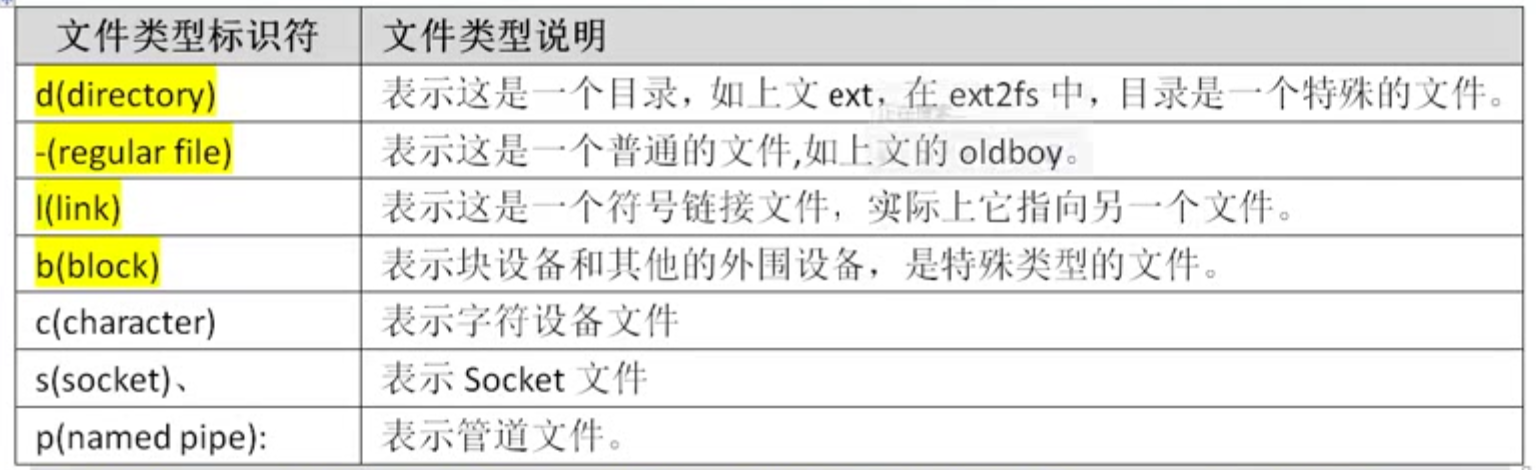 文件类型标识符 文件类型说明
d(directory) 表示这是一个目录，如上文 ext，在 ext2fs 中，目录是一个特殊的文件。
-(regular file) 表示这是一个普通的文件,如上文的 oldboy。
l(link) 表示这是一个符号链接文件，实际上它指向另一个文件。
b(block) 表示块设备和其他的外围设备，是特殊类型的文件。
c(character) 表示字符设备文件
s(socket)、 表示 Socket 文件
p(named pipe): 表示管道文件。